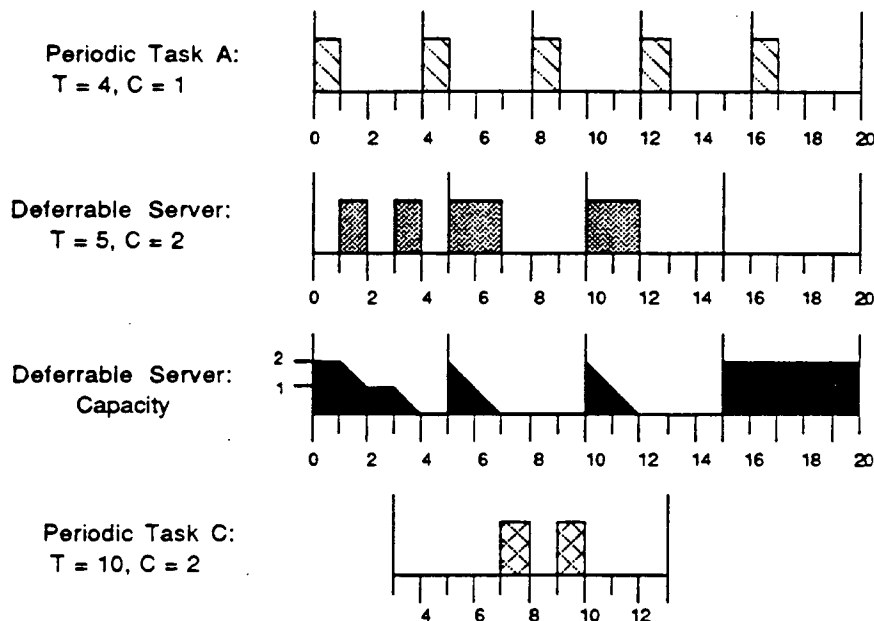 Periodic Task A:
T = 4, C = 1
0 2 4 6 8 10 12 14 16 18 20
Deferrable Server:
T = 5, C = 2
0 2 4 6 8 10 12 14 16 18 20
Deferrable Server:
Capacity
2
1
0 2 4 6 8 10 12 14 16 18 20
Periodic Task C:
T = 10, C = 2
4 6 8 10 12